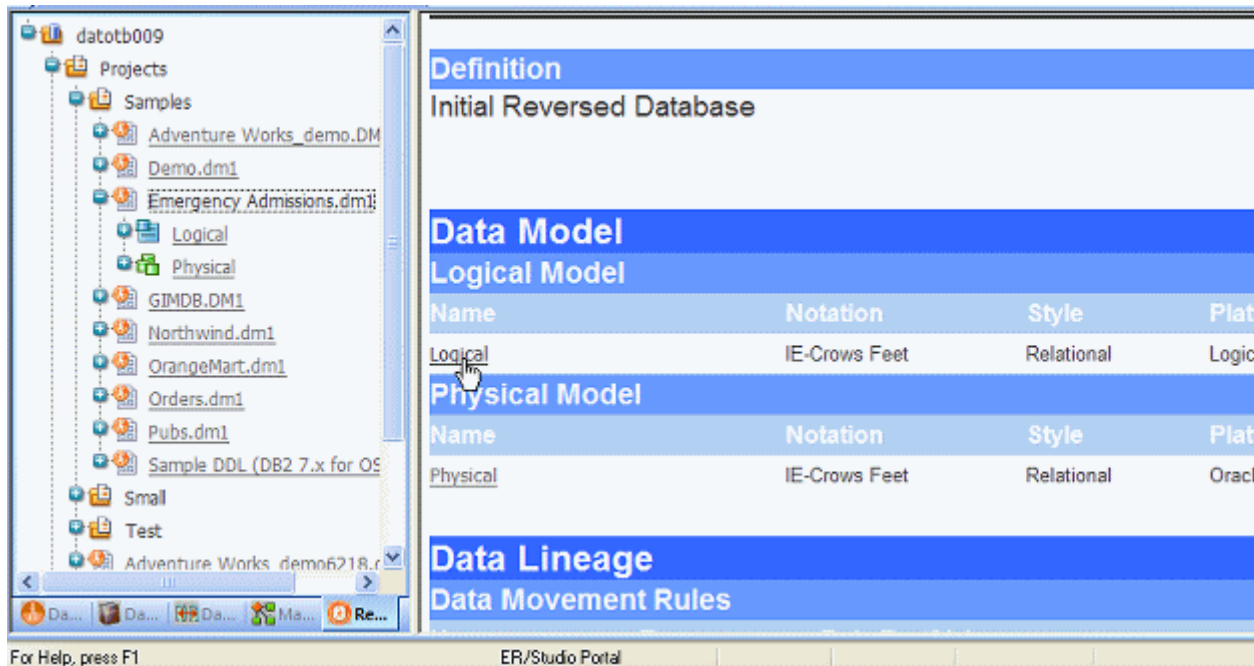 datotb009
Projects
Samples
Adventure Works_demo.DM
Demo.dm1
Emergency Admissions.dm1
Logical
Physical
GIMDB.DM1
Northwind.dm1
OrangeMart.dm1
Orders.dm1
Pubs.dm1
Sample DDL (DB2 7.x for OS
Small
Test
Adventure Works_demo6218.
Da... Da... Da... Ma... Re...
Definition
Initial Reversed Database
Data Model
Logical Model
Name Notation Style Plat
Logical IE-Crows Feet Relational Logic
Physical Model
Name Notation Style Plat
Physical IE-Crows Feet Relational Oracl
Data Lineage
Data Movement Rules
For Help, press F1 ER/Studio Portal